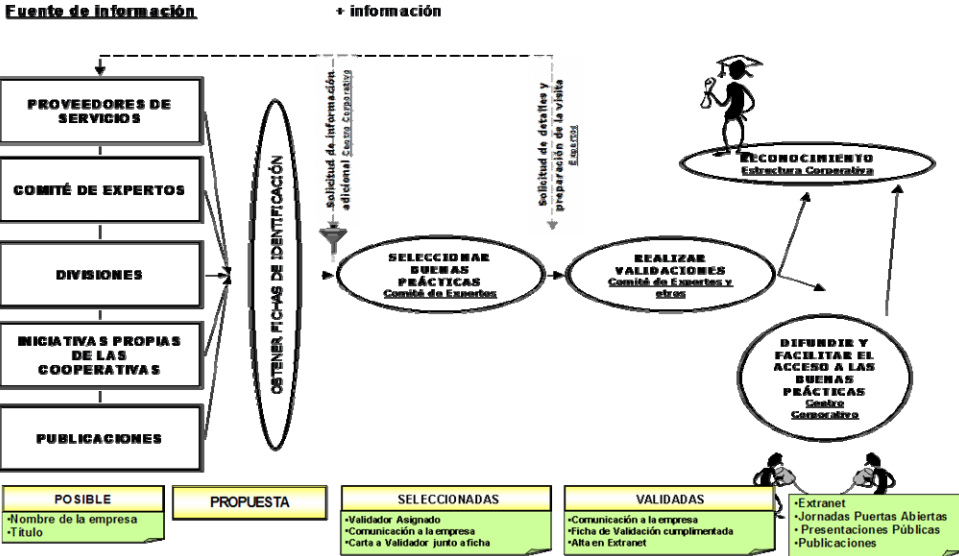 Fuente de información
+ información
PROVEEDORES DE
SERVICIOS
COMITÉ DE EXPERTOS
DIVISIONES
INICIATIVAS PROPIAS
DE LAS
COOPERATIVAS
PUBLICACIONES
OBTENER FICHAS DE IDENTIFICACIÓN
Solicitud de información
adicional Centro Corporativo
Solicitud de detalles y
preparación de la visita
Expertos
SELECCIONAR
BUENAS
PRÁCTICAS
Comité de Expertos
REALIZAR
VALIDACIONES
Comité de Expertos y
otros
RECONOCIMIENTO
Estructura Corporativa
DIFUNDIR Y
FACILITAR EL
ACCESO A LAS
BUENAS
PRÁCTICAS
Centro
Corporativo
POSIBLE
•Nombre de la empresa
•Título
PROPUESTA
SELECCIONADAS
•Validador Asignado
•Comunicación a la empresa
•Carta a Validador junto a ficha
VALIDADAS
•Comunicación a la empresa
•Ficha de Validación cumplimentada
•Alta en Extranet
•Extranet
•Jornadas Puertas Abiertas
• Presentaciones Públicas
•Publicaciones